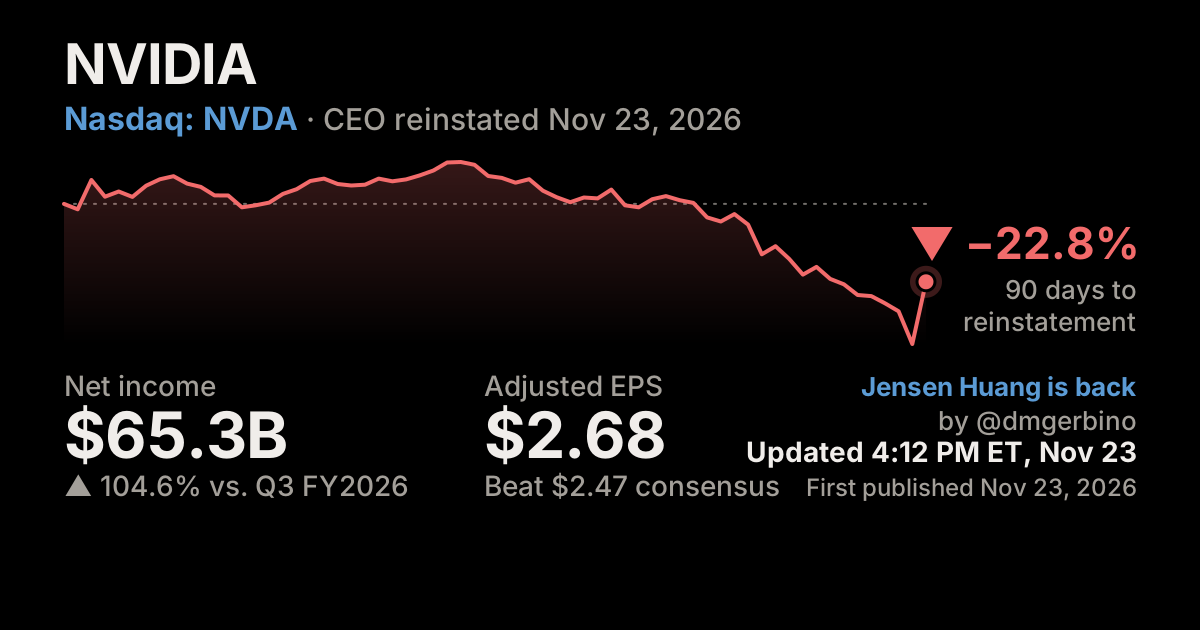 NVIDIA
Nasdaq: NVDA · CEO reinstated Nov 23, 2026
▼ −22.8%
90 days to
reinstatement
Net income
$65.3B
▲ 104.6% vs. Q3 FY2026
Adjusted EPS
$2.68
Beat $2.47 consensus
Jensen Huang is back
by @dmgerbino
Updated 4:12 PM ET, Nov 23
First published Nov 23, 2026